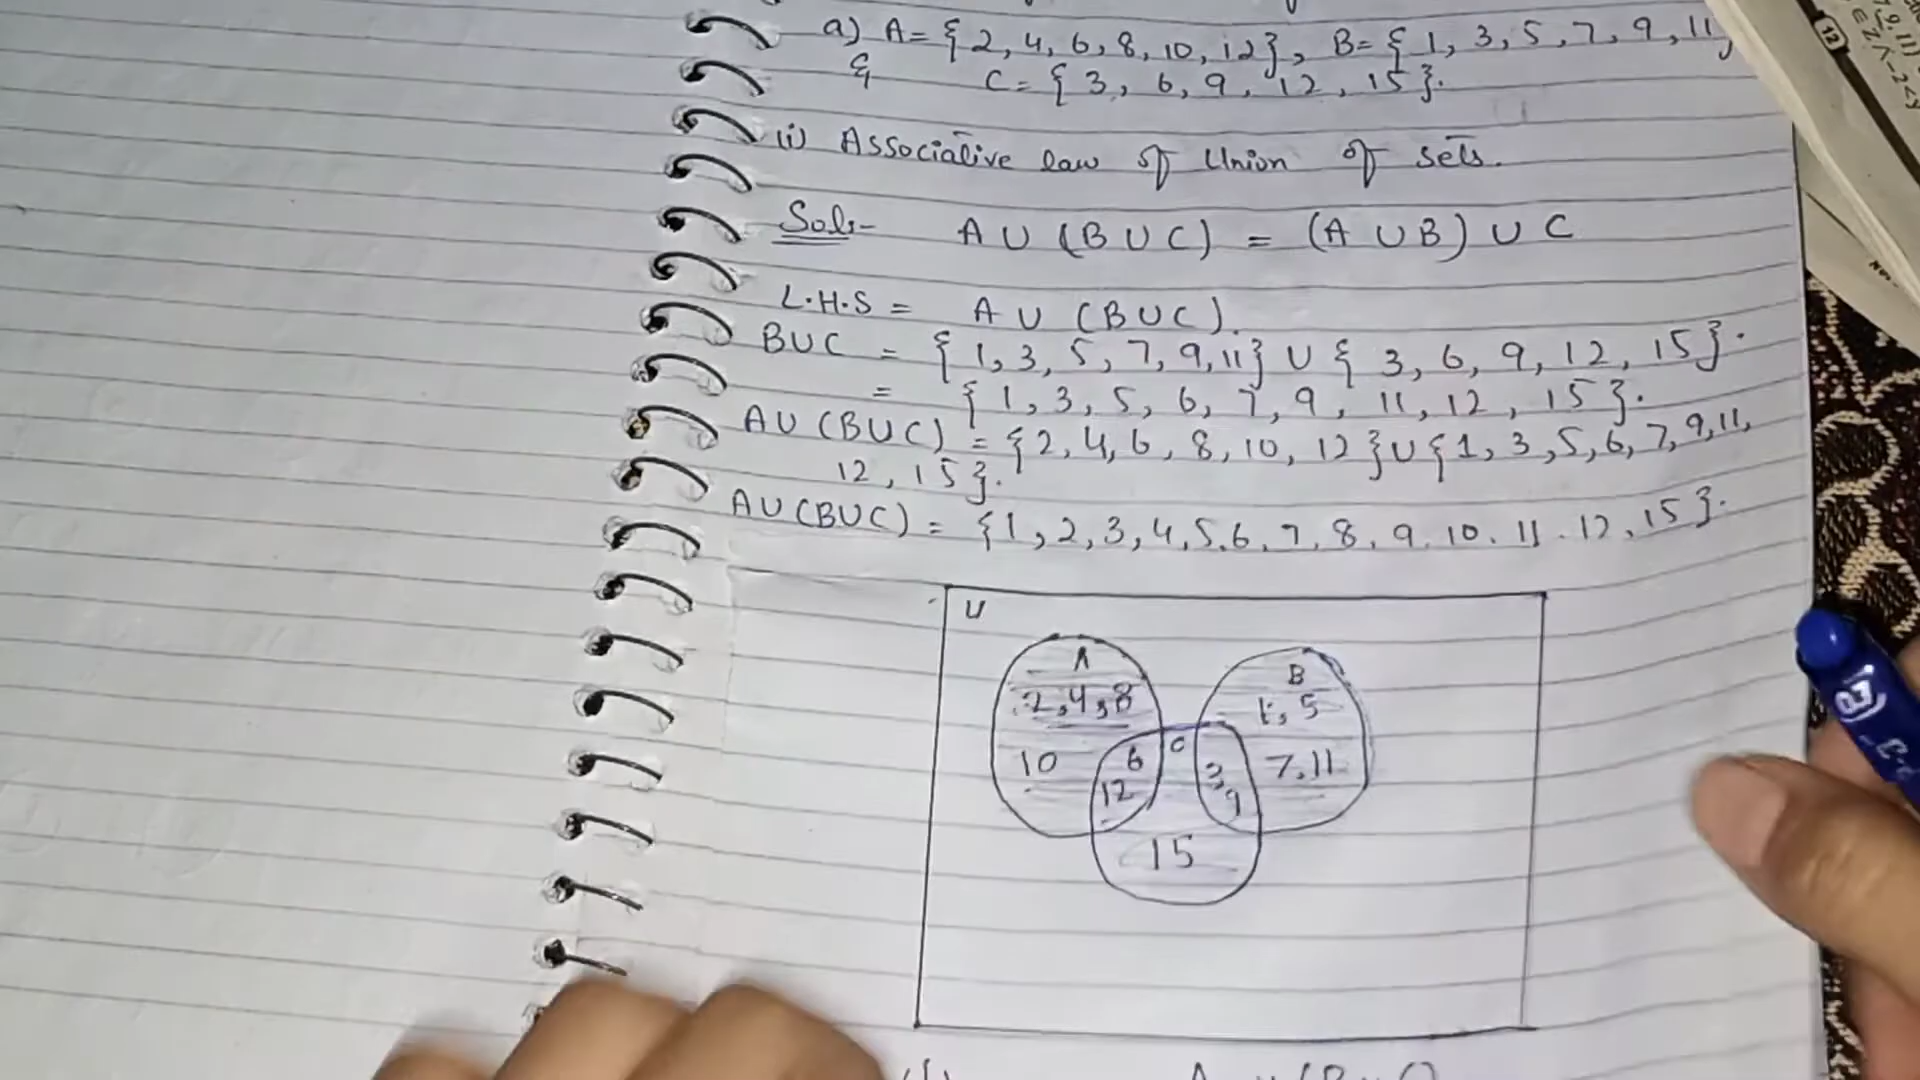 a) A = {2, 4, 6, 8, 10, 12}, B = {1, 3, 5, 7, 9, 11}
& C = {3, 6, 9, 12, 15}.
(i) Associative law of Union of sets.
Sol:- A ∪ (B ∪ C) = (A ∪ B) ∪ C
L.H.S = A ∪ (B ∪ C).
B∪C = {1, 3, 5, 7, 9, 11} ∪ {3, 6, 9, 12, 15}.
= {1, 3, 5, 6, 7, 9, 11, 12, 15}.
A∪(B∪C) = {2, 4, 6, 8, 10, 12}∪{1, 3, 5, 6, 7, 9, 11,
12, 15}.
A∪(B∪C) = {1, 2, 3, 4, 5, 6, 7, 8, 9, 10, 11, 12, 15}.
U
A
B
2, 4, 8
1, 5
C
10
6
3
7, 11
12
9
15
A ∪ (B∪C)
12